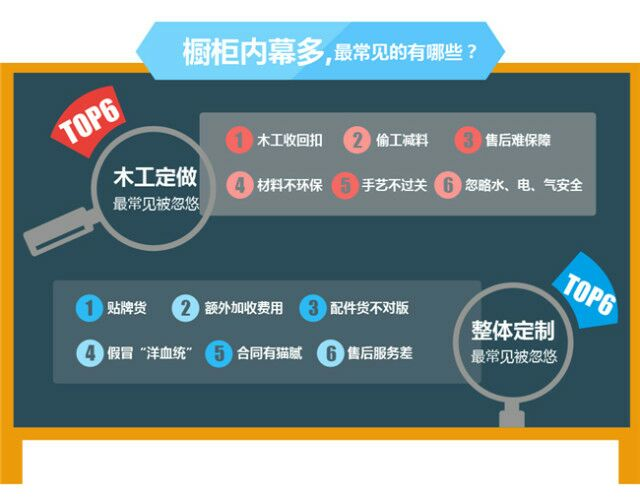 橱柜内幕多,最常见的有哪些？
TOP6
木工定做
最常见被忽悠
1 木工收回扣 2 偷工减料 3 售后难保障
4 材料不环保 5 手艺不过关 6 忽略水、电、气安全
1 贴牌货 2 额外加收费用 3 配件货不对版
4 假冒“洋血统” 5 合同有猫腻 6 售后服务差
TOP6
整体定制
最常见被忽悠